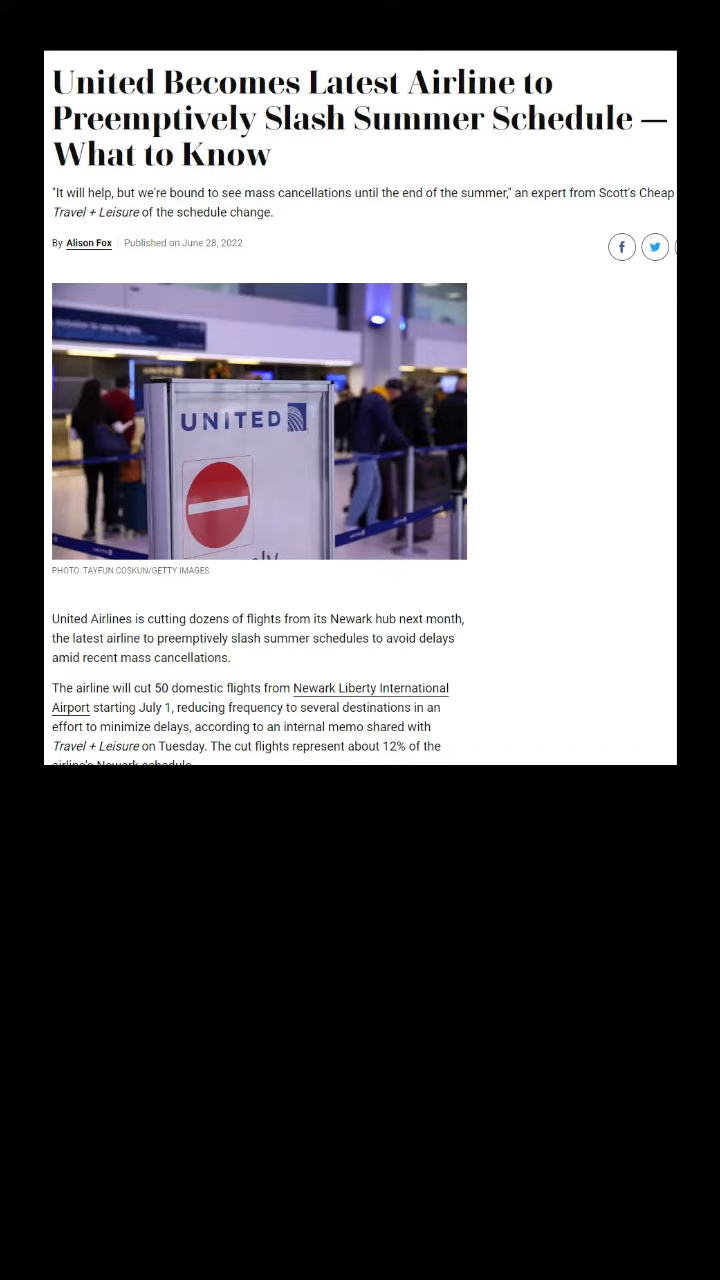 United Becomes Latest Airline to
Preemptively Slash Summer Schedule —
What to Know
"It will help, but we're bound to see mass cancellations until the end of the summer," an expert from Scott's Cheap
Travel + Leisure of the schedule change.
By Alison Fox Published on June 28, 2022
UNITED
PHOTO: TAYFUN COSKUN/GETTY IMAGES
United Airlines is cutting dozens of flights from its Newark hub next month,
the latest airline to preemptively slash summer schedules to avoid delays
amid recent mass cancellations.
The airline will cut 50 domestic flights from Newark Liberty International
Airport starting July 1, reducing frequency to several destinations in an
effort to minimize delays, according to an internal memo shared with
Travel + Leisure on Tuesday. The cut flights represent about 12% of the
airline's Newark schedule.